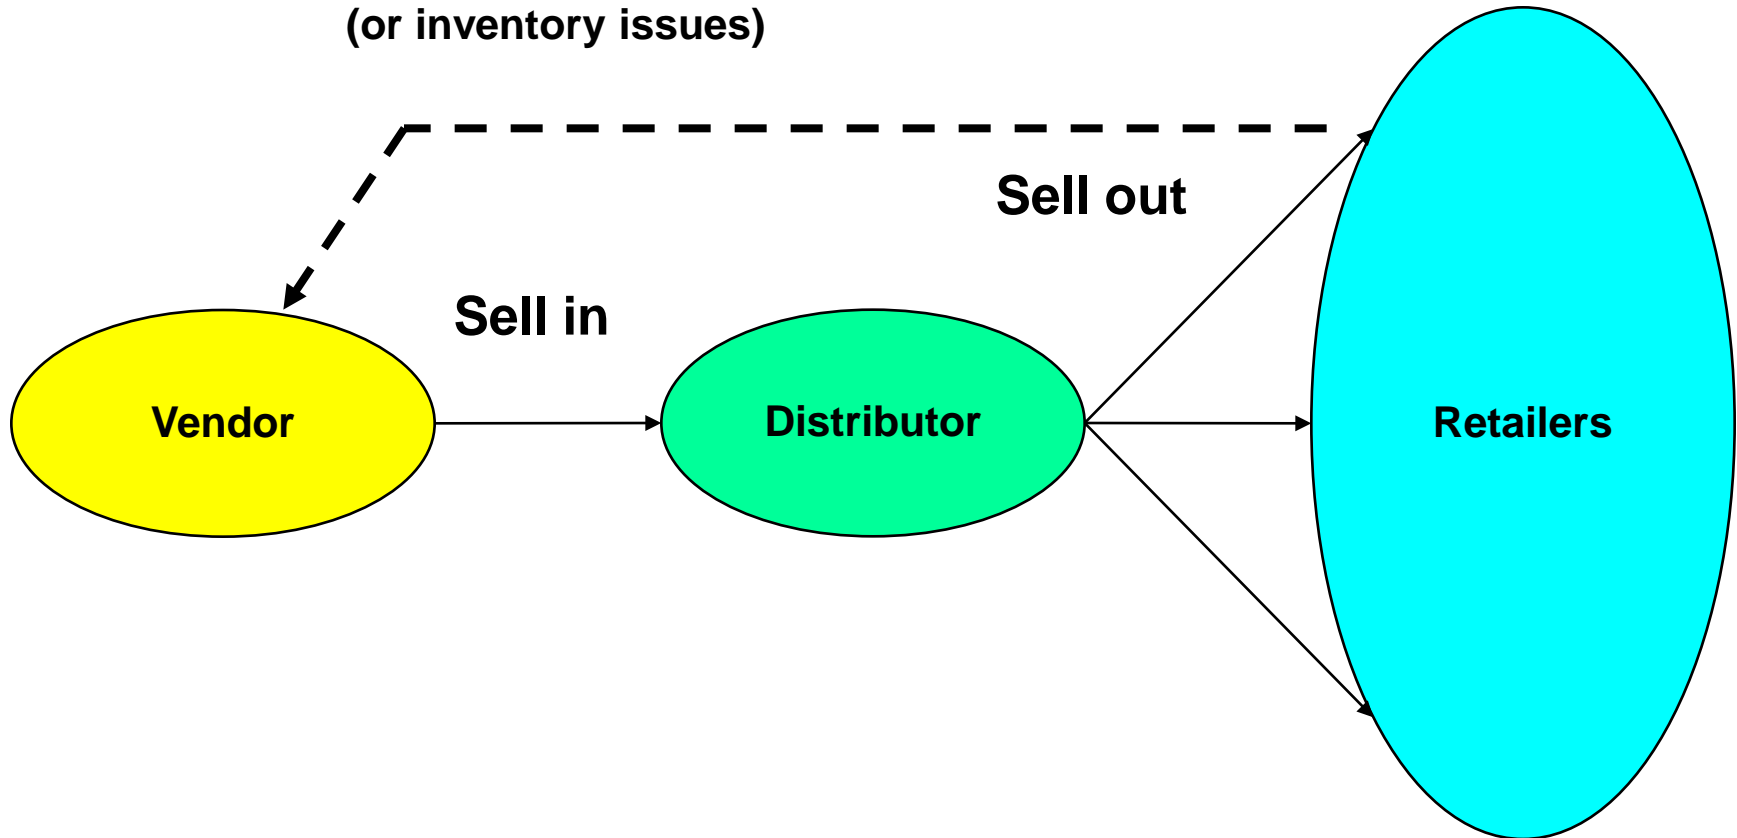 (or inventory issues)
Sell out
Sell in
Vendor
Distributor
Retailers